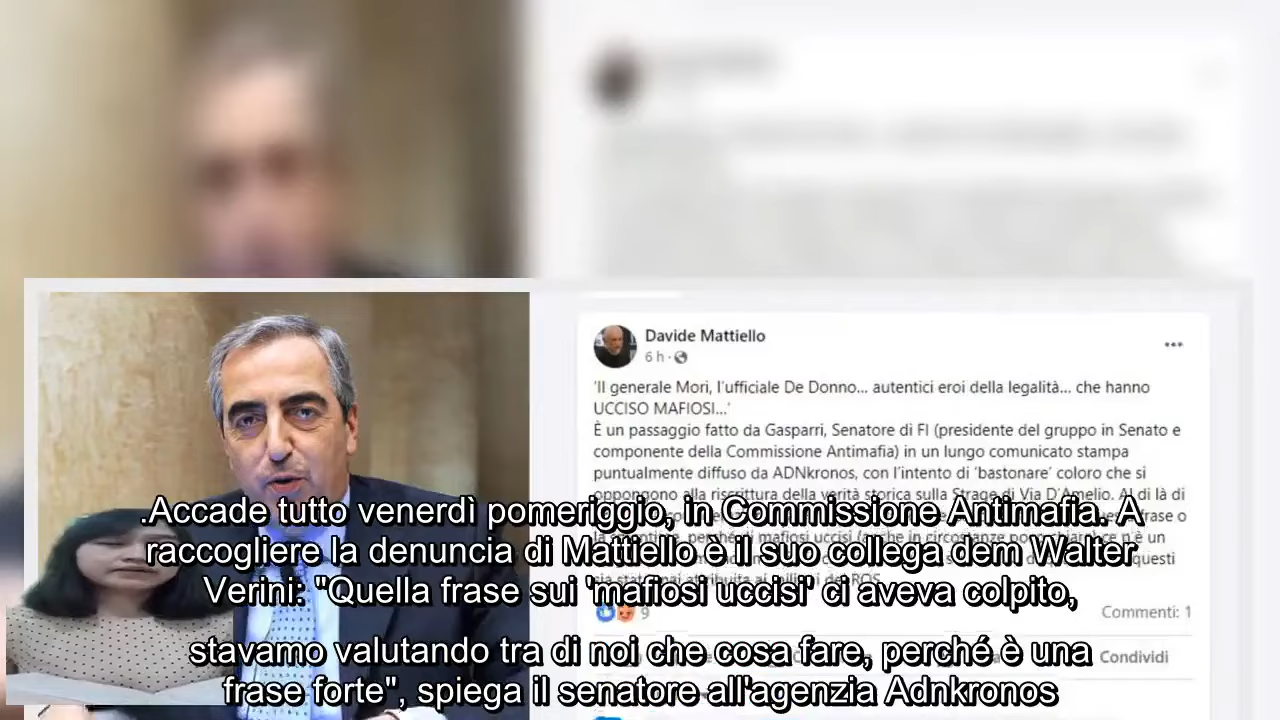 Davide Mattiello
6 h
'Il generale Mori, l'ufficiale De Donno... autentici eroi della legalità... che hanno
UCCISO MAFIOSI...'
È un passaggio fatto da Gasparri, Senatore di FI (presidente del gruppo in Senato e
componente della Commissione Antimafia) in un lungo comunicato stampa
puntualmente diffuso da ADNkronos, con l'intento di 'bastonare' coloro che si
oppongono alla riscrittura della verità storica sulla Strage di Via D'Amelio. Al di là di
.Accade tutto venerdì pomeriggio, in Commissione Antimafia. A
raccogliere la denuncia di Mattiello è il suo collega dem Walter
Verini: "Quella frase sui 'mafiosi uccisi' ci aveva colpito,
9
Commenti: 1
stavamo valutando tra di noi che cosa fare, perché è una
Condividi
frase forte", spiega il senatore all'agenzia Adnkronos